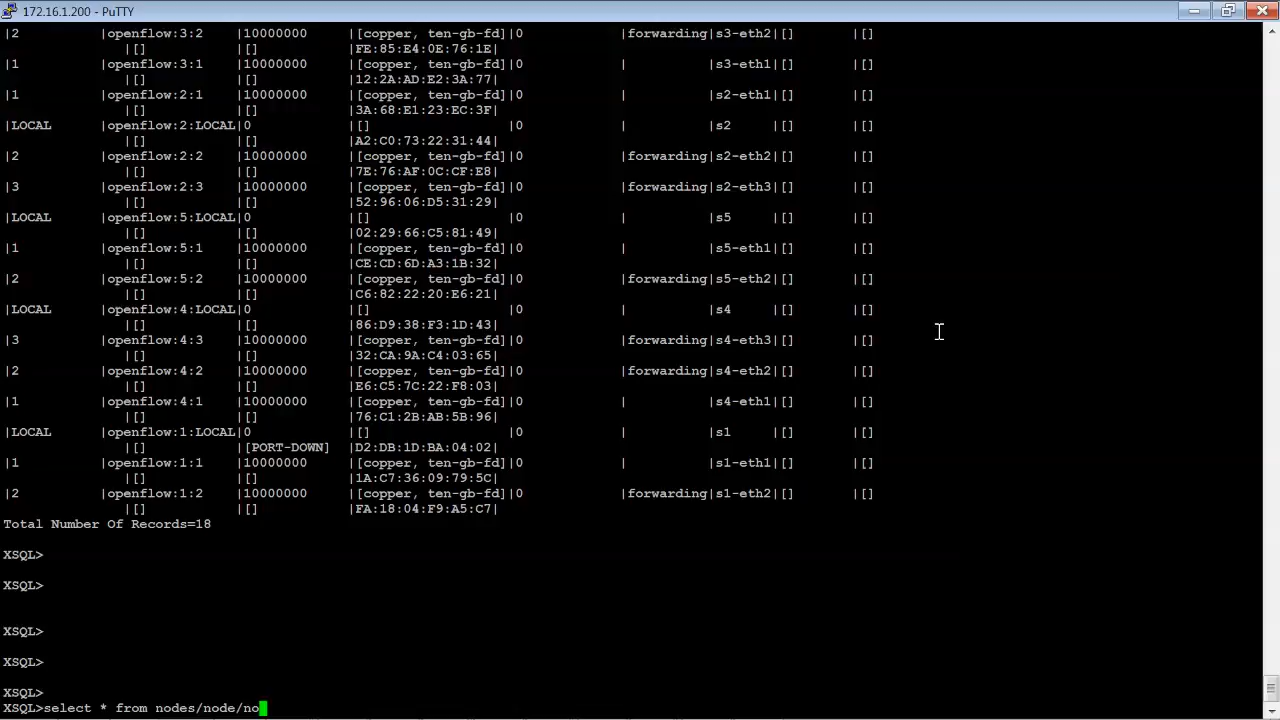 172.16.1.200 - PuTTY
|2          |openflow:3:2    |10000000     |[copper, ten-gb-fd]|0             |forwarding|s3-eth2|[]        |[]
               |[]            |[]            |FE:85:E4:0E:76:1E|
|1          |openflow:3:1    |10000000     |[copper, ten-gb-fd]|0             |          |s3-eth1|[]        |[]
               |[]            |[]            |12:2A:AD:E2:3A:77|
|1          |openflow:2:1    |10000000     |[copper, ten-gb-fd]|0             |          |s2-eth1|[]        |[]
               |[]            |[]            |3A:68:E1:23:EC:3F|
|LOCAL      |openflow:2:LOCAL|0            |[]                 |0             |          |s2     |[]        |[]
               |[]            |[]            |A2:C0:73:22:31:44|
|2          |openflow:2:2    |10000000     |[copper, ten-gb-fd]|0             |forwarding|s2-eth2|[]        |[]
               |[]            |[]            |7E:76:AF:0C:CF:E8|
|3          |openflow:2:3    |10000000     |[copper, ten-gb-fd]|0             |forwarding|s2-eth3|[]        |[]
               |[]            |[]            |52:96:06:D5:31:29|
|LOCAL      |openflow:5:LOCAL|0            |[]                 |0             |          |s5     |[]        |[]
               |[]            |[]            |02:29:66:C5:81:49|
|1          |openflow:5:1    |10000000     |[copper, ten-gb-fd]|0             |          |s5-eth1|[]        |[]
               |[]            |[]            |CE:CD:6D:A3:1B:32|
|2          |openflow:5:2    |10000000     |[copper, ten-gb-fd]|0             |forwarding|s5-eth2|[]        |[]
               |[]            |[]            |C6:82:22:20:E6:21|
|LOCAL      |openflow:4:LOCAL|0            |[]                 |0             |          |s4     |[]        |[]
               |[]            |[]            |86:D9:38:F3:1D:43|
|3          |openflow:4:3    |10000000     |[copper, ten-gb-fd]|0             |forwarding|s4-eth3|[]        |[]
               |[]            |[]            |32:CA:9A:C4:03:65|
|2          |openflow:4:2    |10000000     |[copper, ten-gb-fd]|0             |forwarding|s4-eth2|[]        |[]
               |[]            |[]            |E6:C5:7C:22:F8:03|
|1          |openflow:4:1    |10000000     |[copper, ten-gb-fd]|0             |          |s4-eth1|[]        |[]
               |[]            |[]            |76:C1:2B:AB:5B:96|
|LOCAL      |openflow:1:LOCAL|0            |[]                 |0             |          |s1     |[]        |[]
               |[]            |[PORT-DOWN]   |D2:DB:1D:BA:04:02|
|1          |openflow:1:1    |10000000     |[copper, ten-gb-fd]|0             |          |s1-eth1|[]        |[]
               |[]            |[]            |1A:C7:36:09:79:5C|
|2          |openflow:1:2    |10000000     |[copper, ten-gb-fd]|0             |forwarding|s1-eth2|[]        |[]
               |[]            |[]            |FA:18:04:F9:A5:C7|
Total Number Of Records=18
XSQL>
XSQL>
XSQL>
XSQL>
XSQL>
XSQL>select * from nodes/node/no